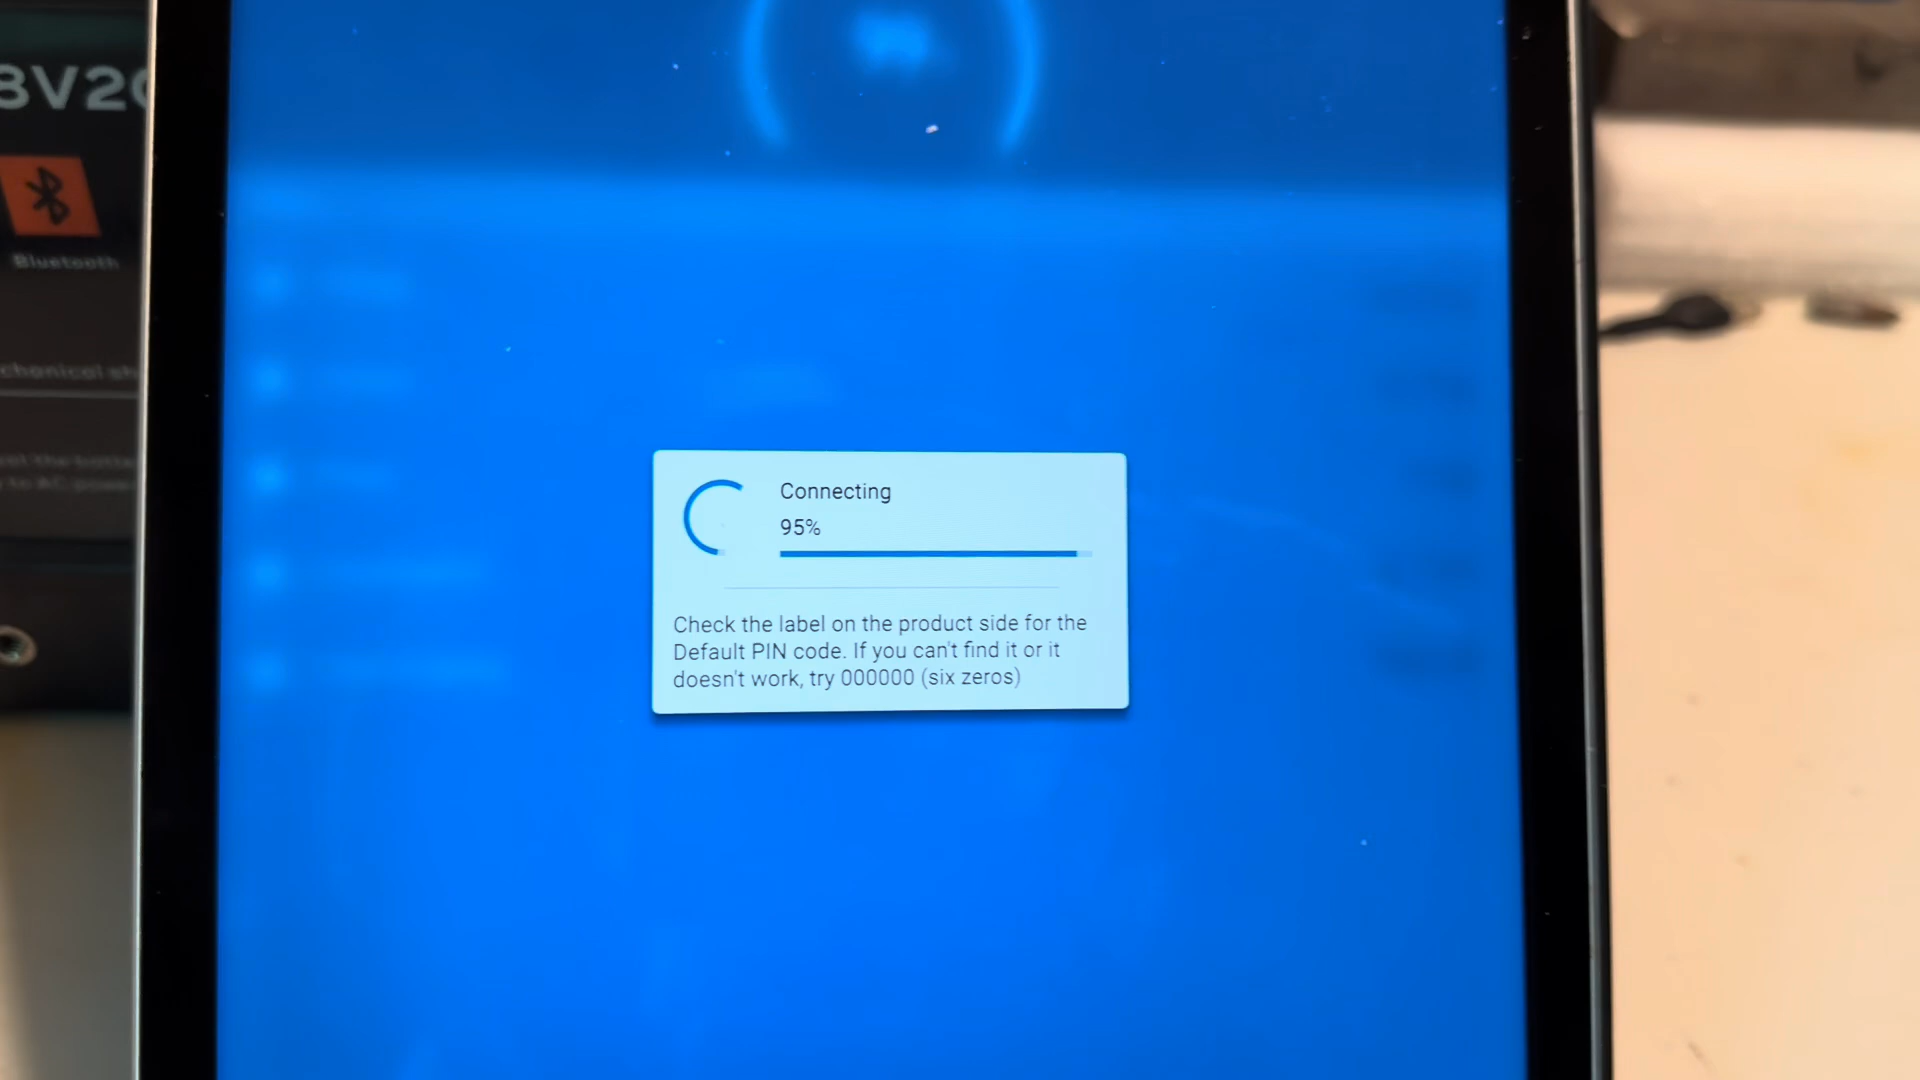 Bluetooth
Connecting
95%
Check the label on the product side for the
Default PIN code. If you can't find it or it
doesn't work, try 000000 (six zeros)